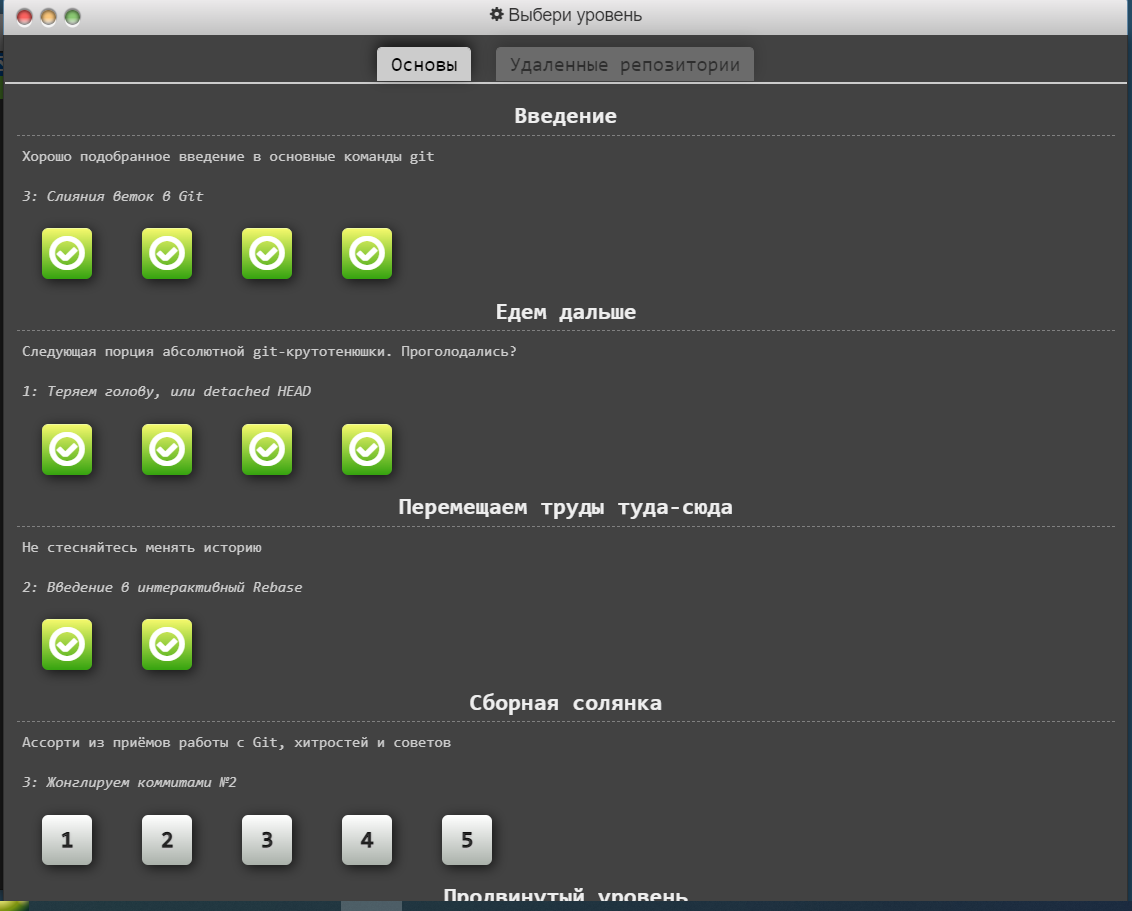 Выбери уровень
Основы
Удаленные репозитории
Введение
Хорошо подобранное введение в основные команды git
3: Слияния веток в Git
Едем дальше
Следующая порция абсолютной git-крутотенюшки. Проголодались?
1: Теряем голову, или detached HEAD
Перемещаем труды туда-сюда
Не стесняйтесь менять историю
2: Введение в интерактивный Rebase
Сборная солянка
Ассорти из приёмов работы с Git, хитростей и советов
3: Жонглируем коммитами №2
1 2 3 4 5
Продвинутый уровень